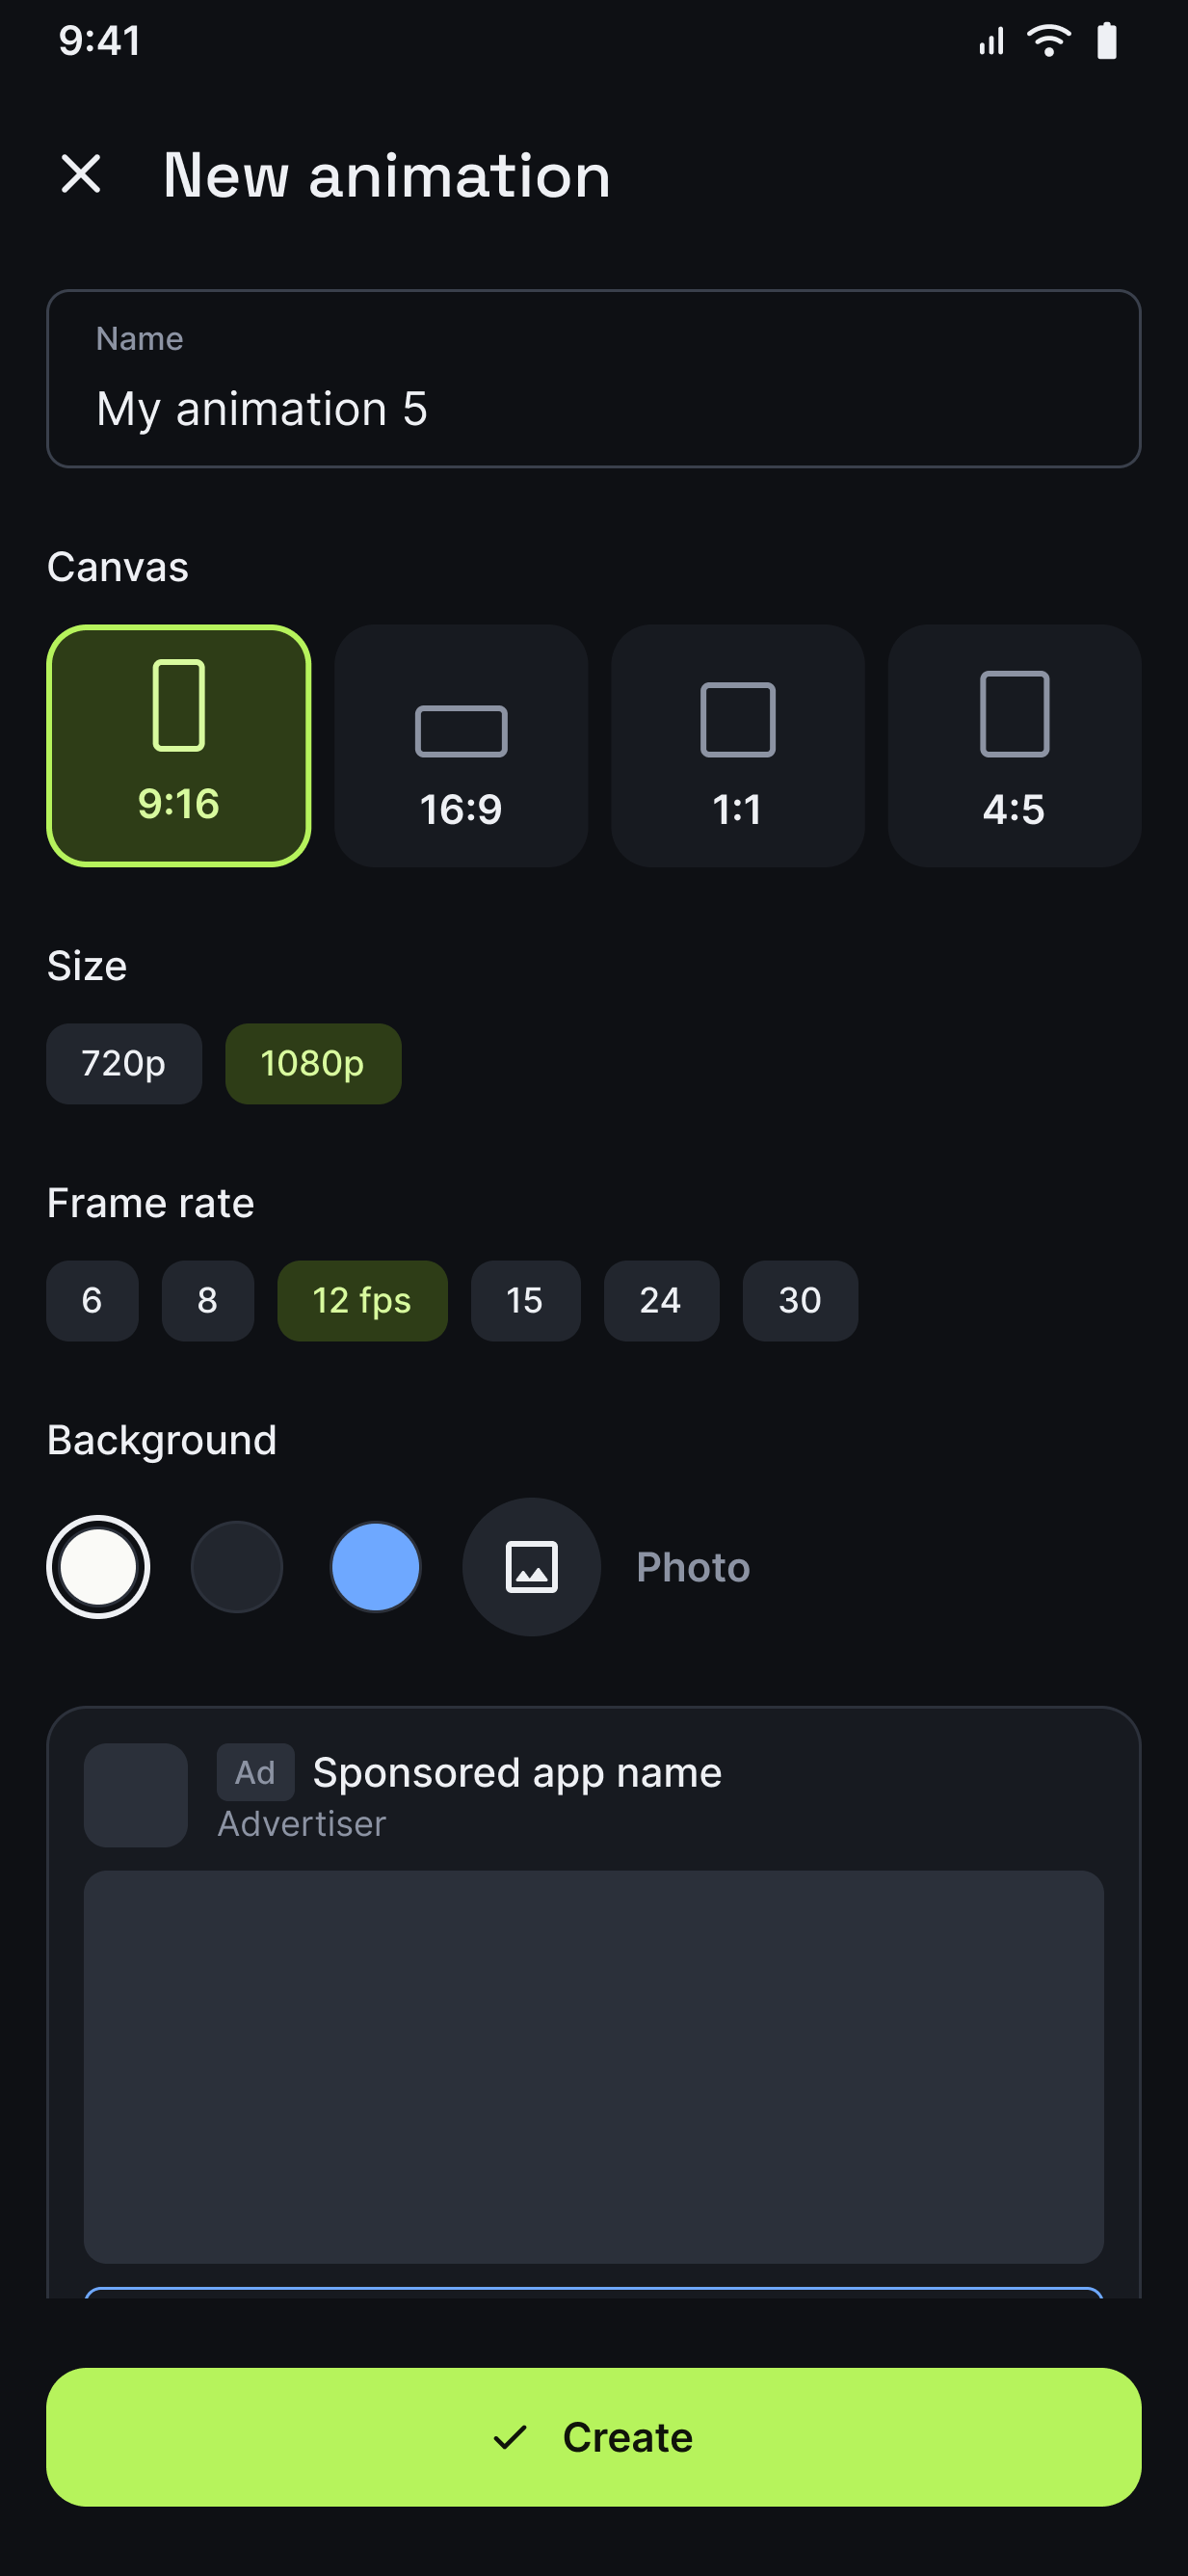 9:41
New animation
Name
My animation 5
Canvas
9:16 16:9 1:1 4:5
Size
720p 1080p
Frame rate
6 8 12 fps 15 24 30
Background
Photo
Ad Sponsored app name
Advertiser
Create